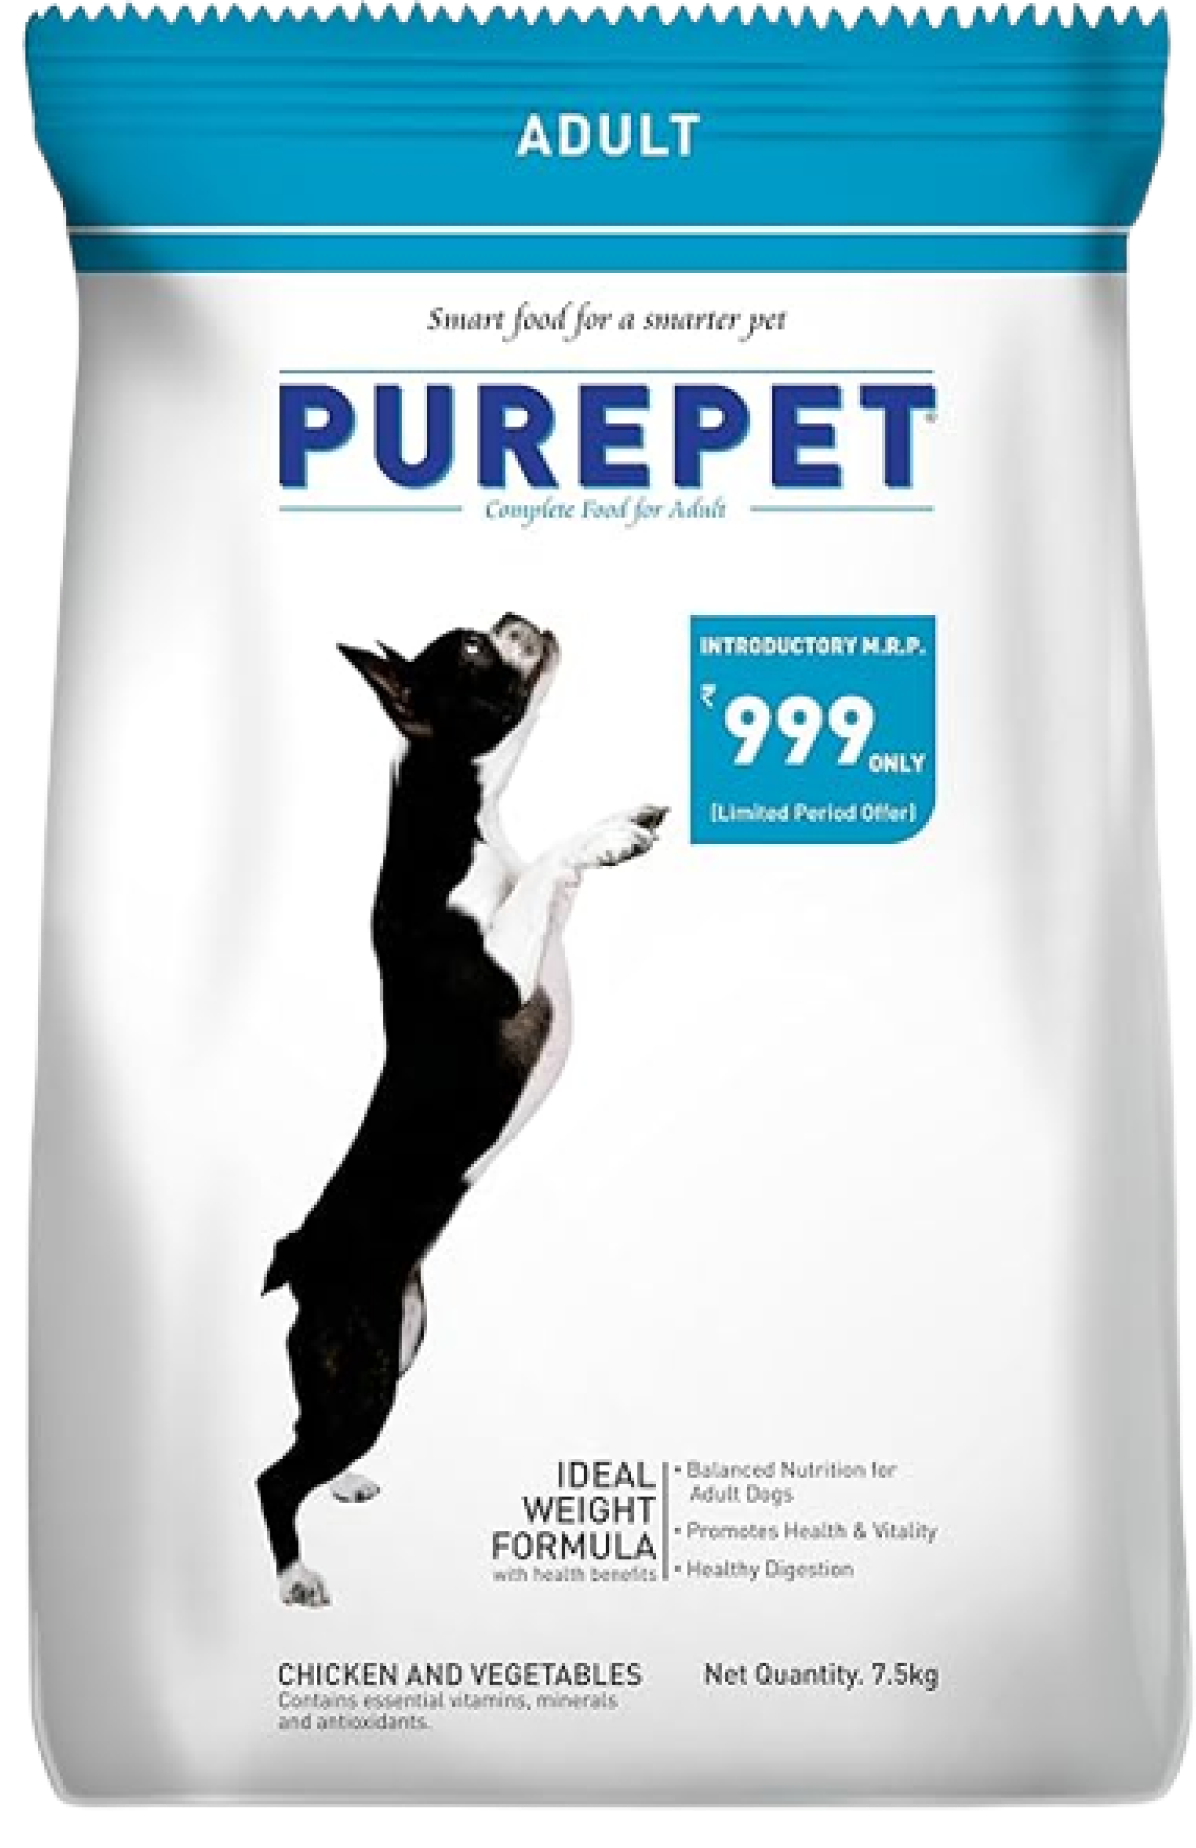 ADULT
Smart food for a smarter pet
PUREPET®
Complete Food for Adult
INTRODUCTORY M.R.P.
₹ 999 ONLY
(Limited Period Offer)
IDEAL
WEIGHT
FORMULA
with health benefits
• Balanced Nutrition for
Adult Dogs
• Promotes Health & Vitality
• Healthy Digestion
CHICKEN AND VEGETABLES
Contains essential vitamins, minerals
and antioxidants.
Net Quantity. 7.5kg